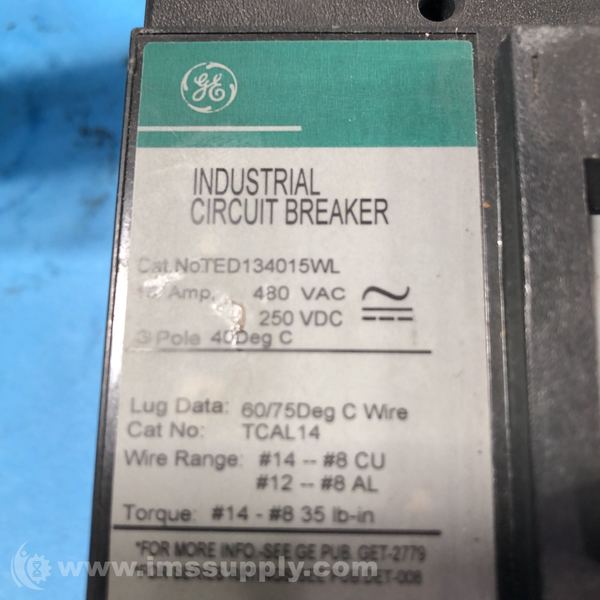 GE
INDUSTRIAL
CIRCUIT BREAKER
Cat.NoTED134015WL
Amp. 480 VAC
250 VDC
3 Pole 40Deg C
Lug Data: 60/75Deg C Wire
Cat No: TCAL14
Wire Range: #14 -- #8 CU
#12 -- #8 AL
Torque: #14 - #8 35 lb-in
*FOR MORE INFO.-SEE GE PUB. GET-2779
© www.imssupply.com